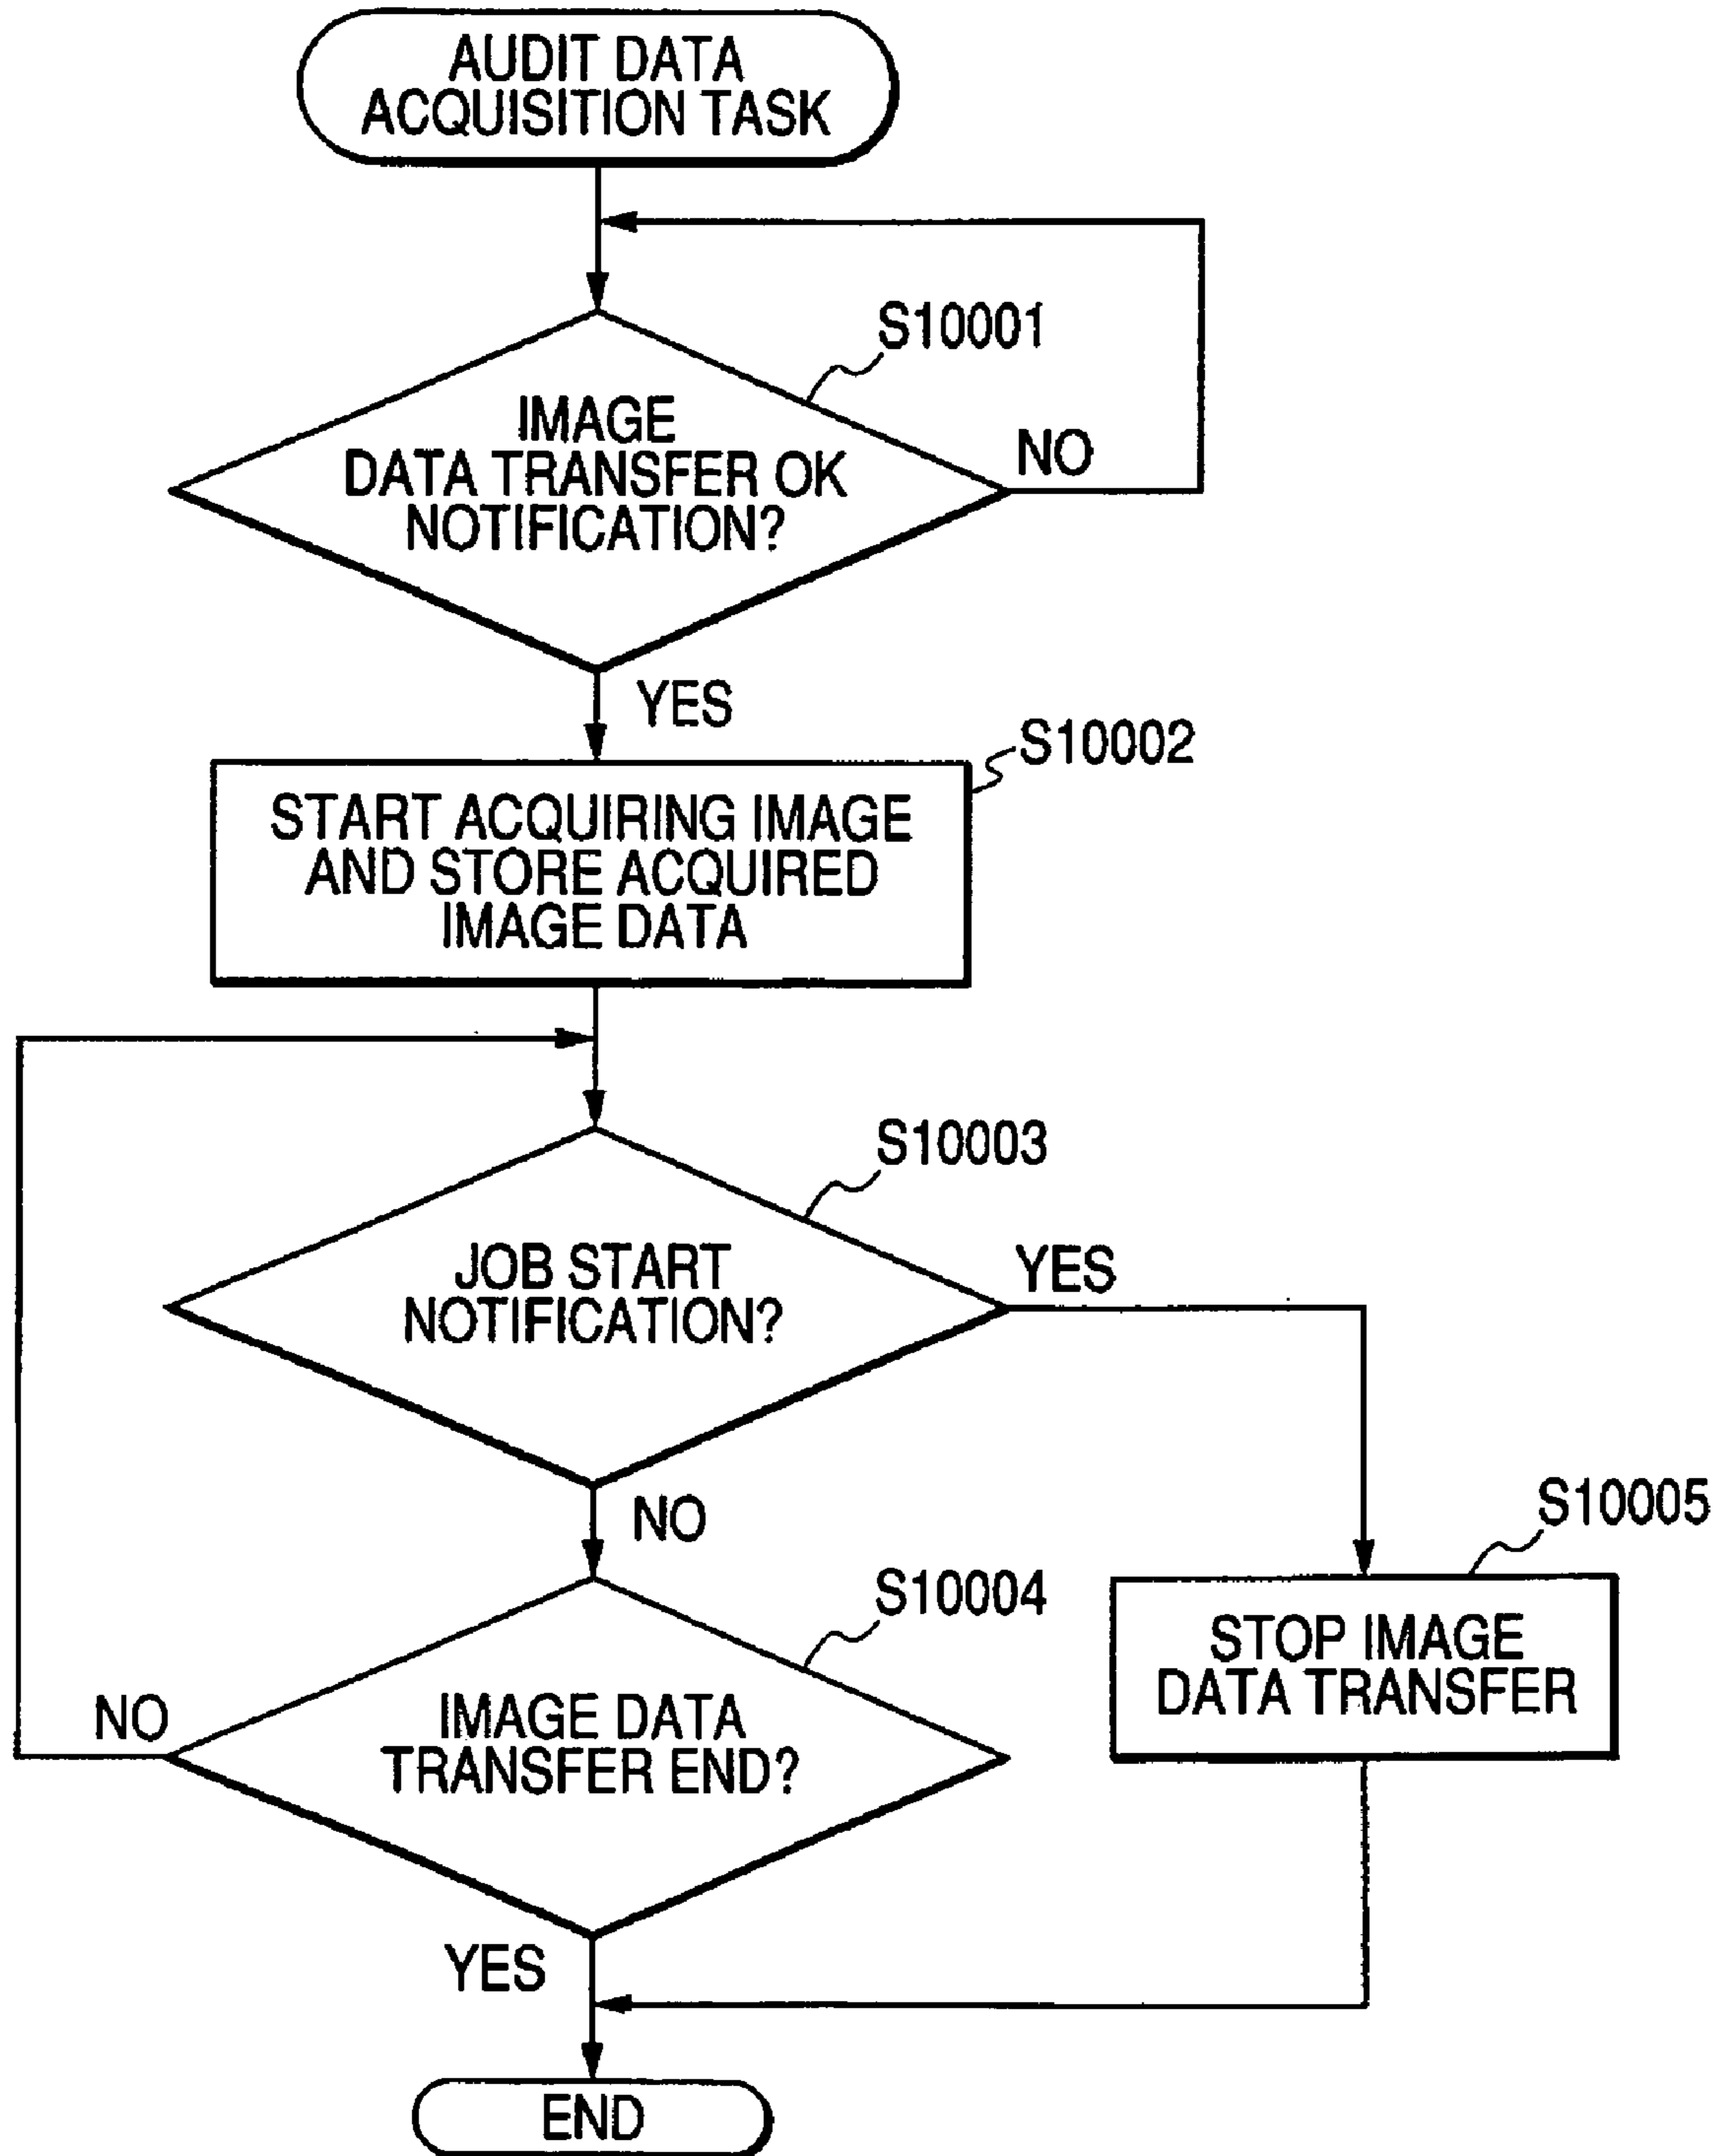 AUDIT DATA
ACQUISITION TASK
S10001
IMAGE
DATA TRANSFER OK
NOTIFICATION?
NO
YES
S10002
START ACQUIRING IMAGE
AND STORE ACQUIRED
IMAGE DATA
S10003
JOB START
NOTIFICATION?
YES
NO
S10004
IMAGE DATA
TRANSFER END?
NO
YES
S10005
STOP IMAGE
DATA TRANSFER
END